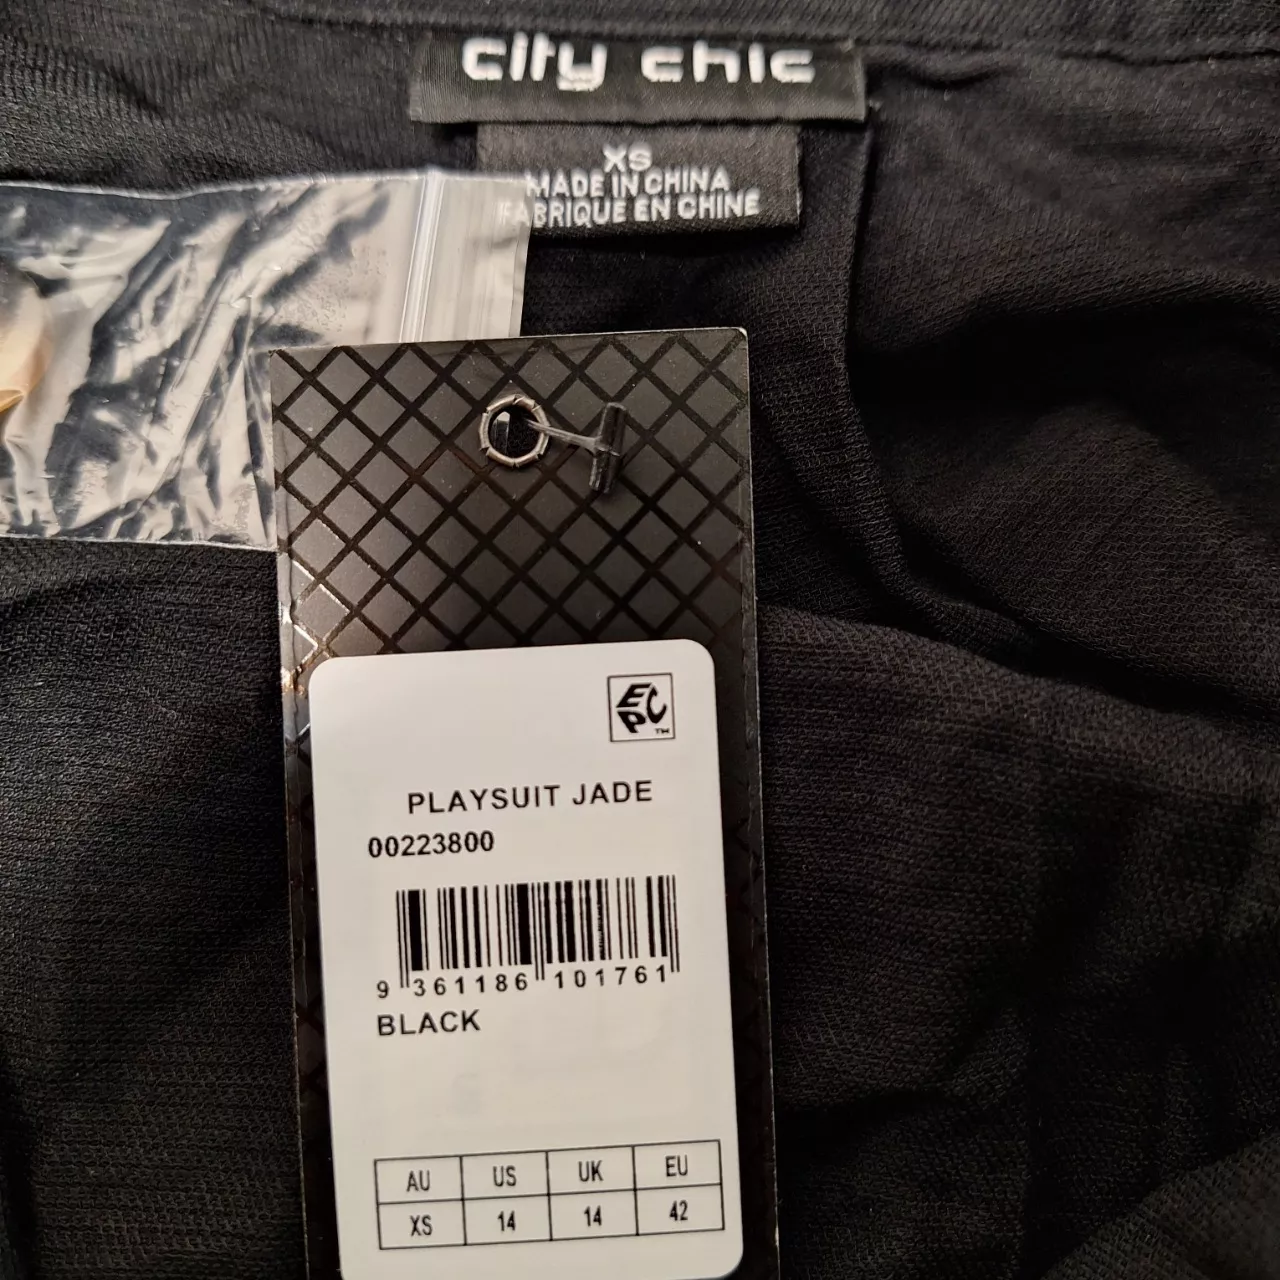 city chic
XS
MADE IN CHINA
FABRIQUE EN CHINE
EPC™
PLAYSUIT JADE
00223800
9 361186 101761
BLACK
AU US UK EU
XS 14 14 42